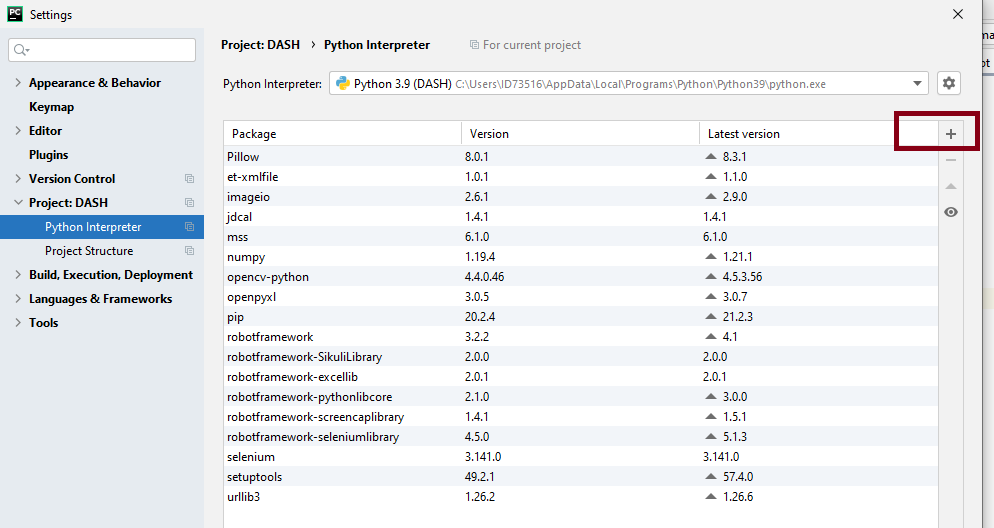 PC Settings
Project: DASH › Python Interpreter For current project
Python Interpreter: Python 3.9 (DASH) C:\Users\ID73516\AppData\Local\Programs\Python\Python39\python.exe
Appearance & Behavior
Keymap
Editor
Plugins
Version Control
Project: DASH
Python Interpreter
Project Structure
Build, Execution, Deployment
Languages & Frameworks
Tools
Package Version Latest version
Pillow 8.0.1 8.3.1
et-xmlfile 1.0.1 1.1.0
imageio 2.6.1 2.9.0
jdcal 1.4.1 1.4.1
mss 6.1.0 6.1.0
numpy 1.19.4 1.21.1
opencv-python 4.4.0.46 4.5.3.56
openpyxl 3.0.5 3.0.7
pip 20.2.4 21.2.3
robotframework 3.2.2 4.1
robotframework-SikuliLibrary 2.0.0 2.0.0
robotframework-excellib 2.0.1 2.0.1
robotframework-pythonlibcore 2.1.0 3.0.0
robotframework-screencaplibrary 1.4.1 1.5.1
robotframework-seleniumlibrary 4.5.0 5.1.3
selenium 3.141.0 3.141.0
setuptools 49.2.1 57.4.0
urllib3 1.26.2 1.26.6